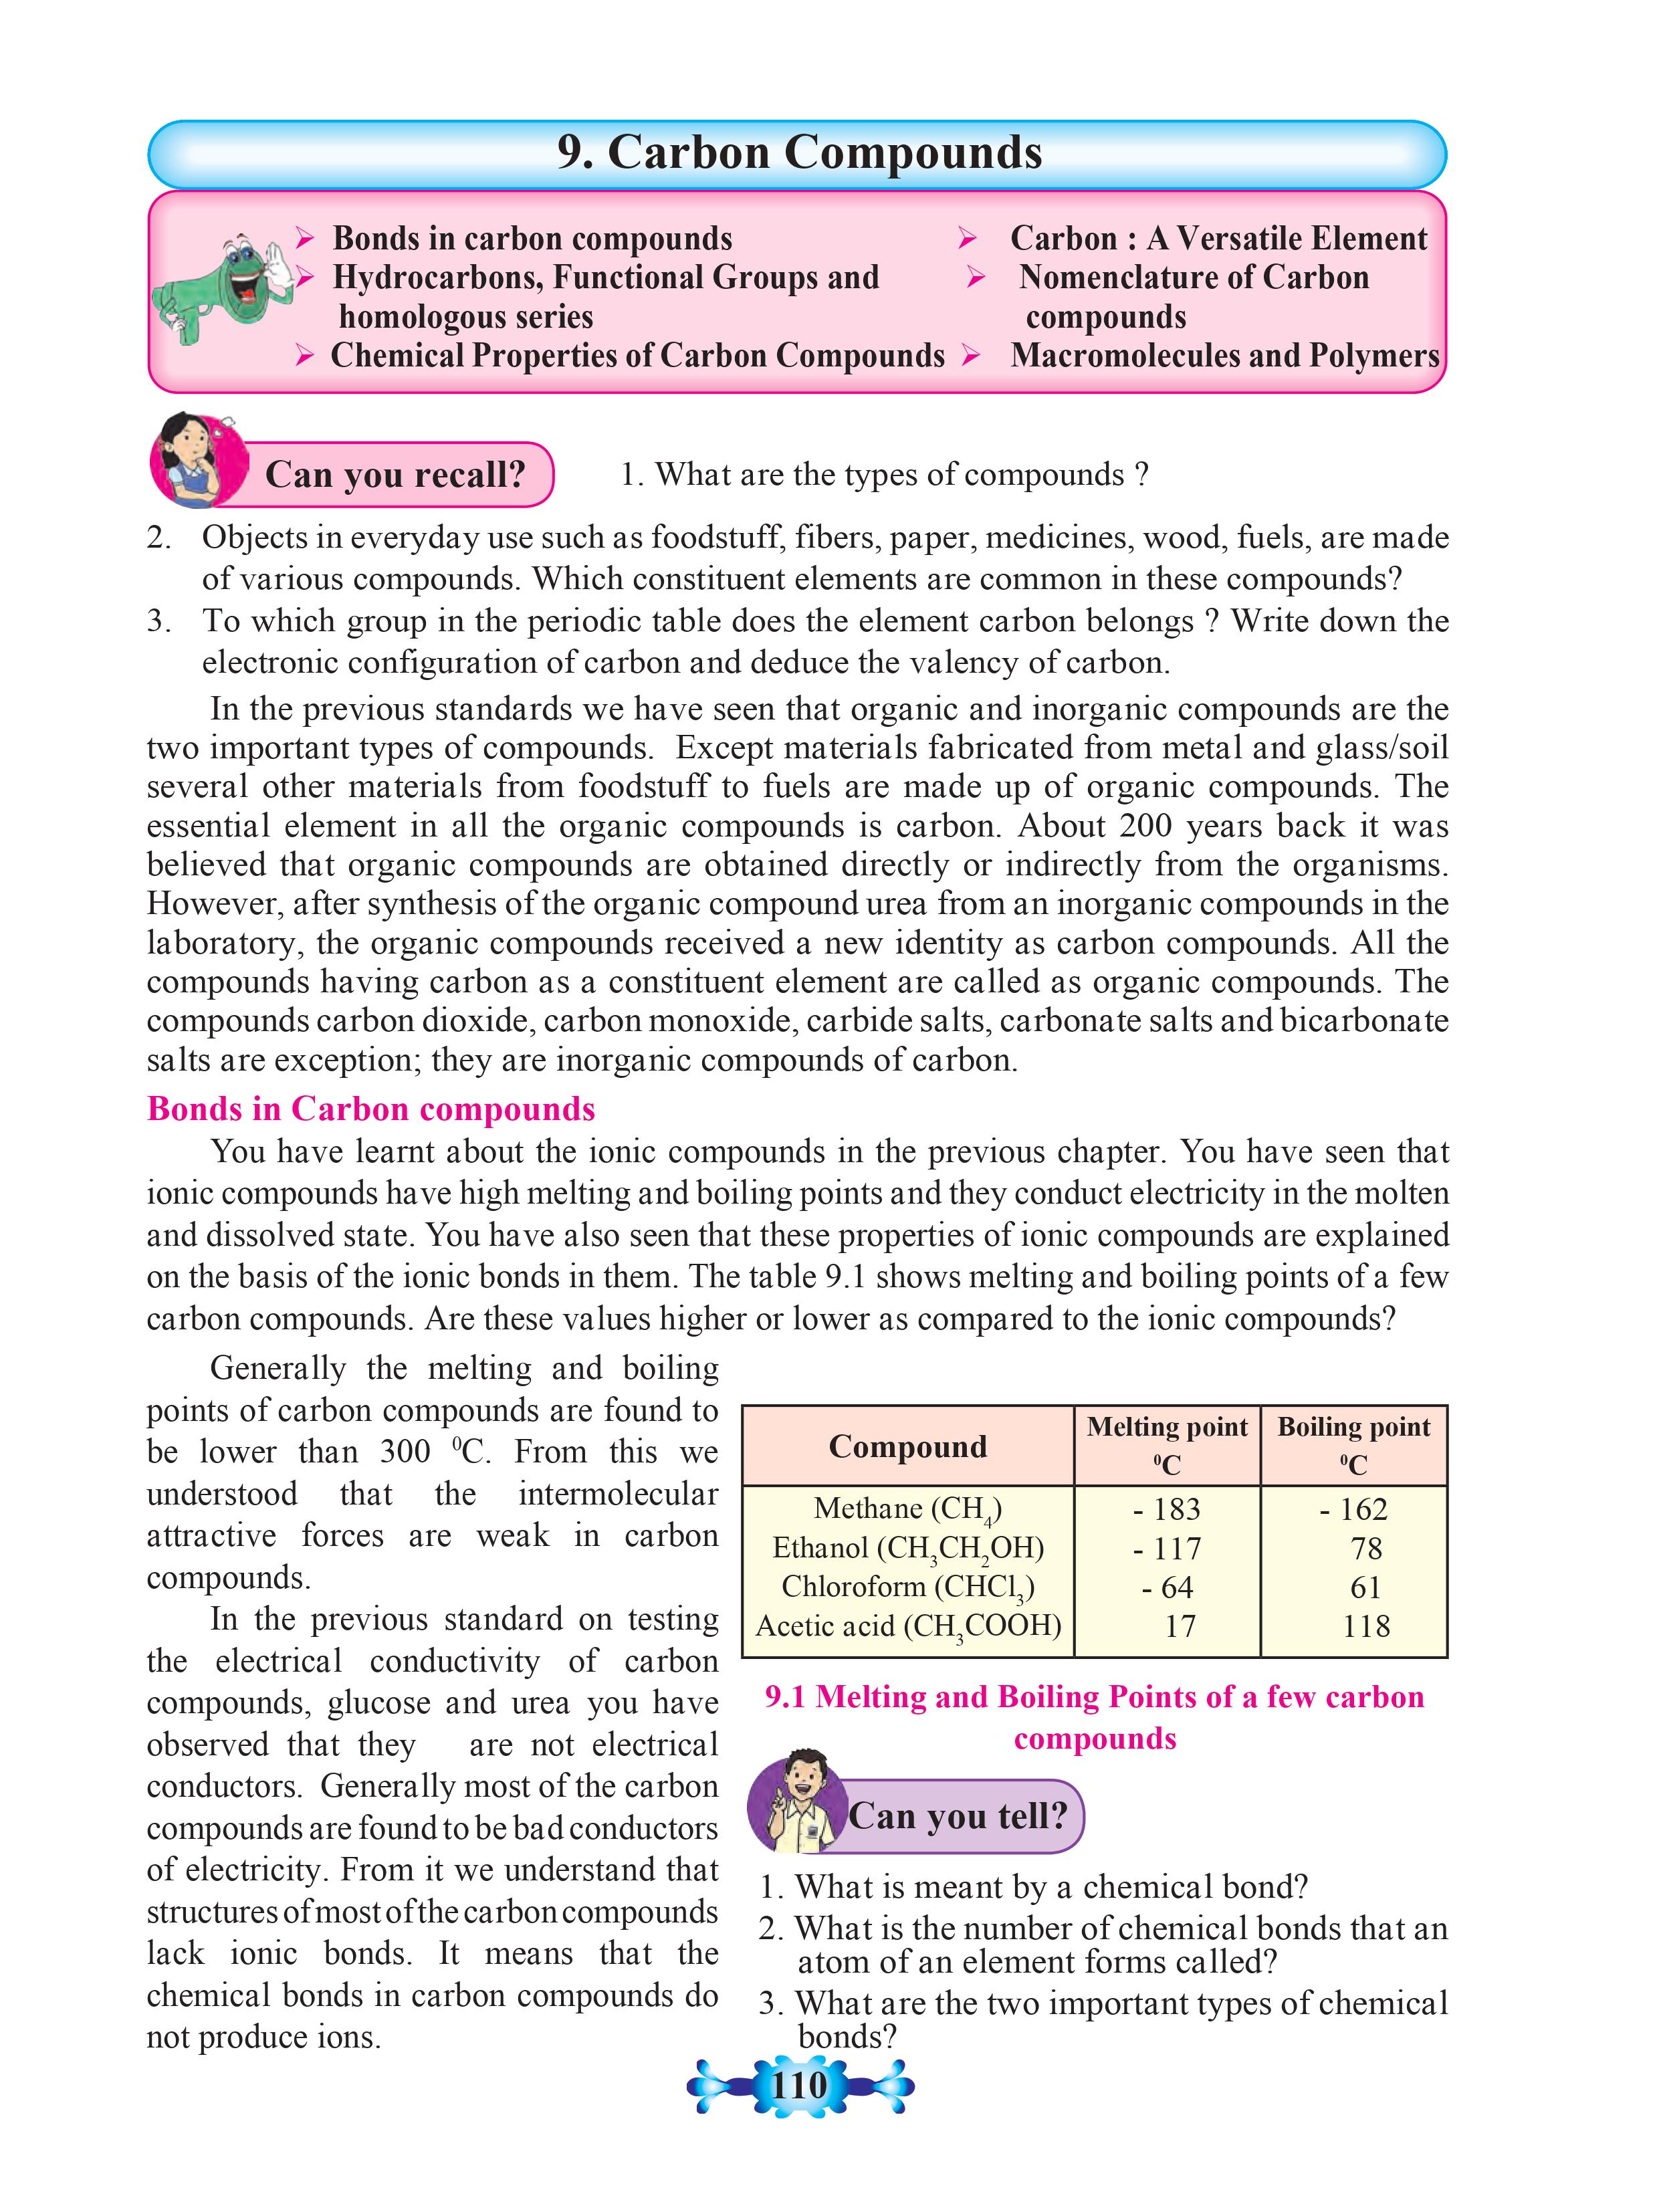 9. Carbon Compounds
➢ Bonds in carbon compounds
➢ Hydrocarbons, Functional Groups and
homologous series
➢ Chemical Properties of Carbon Compounds
➢ Carbon : A Versatile Element
➢ Nomenclature of Carbon
compounds
➢ Macromolecules and Polymers
Can you recall?
1. What are the types of compounds ?
2. Objects in everyday use such as foodstuff, fibers, paper, medicines, wood, fuels, are made
of various compounds. Which constituent elements are common in these compounds?
3. To which group in the periodic table does the element carbon belongs ? Write down the
electronic configuration of carbon and deduce the valency of carbon.
In the previous standards we have seen that organic and inorganic compounds are the
two important types of compounds. Except materials fabricated from metal and glass/soil
several other materials from foodstuff to fuels are made up of organic compounds. The
essential element in all the organic compounds is carbon. About 200 years back it was
believed that organic compounds are obtained directly or indirectly from the organisms.
However, after synthesis of the organic compound urea from an inorganic compounds in the
laboratory, the organic compounds received a new identity as carbon compounds. All the
compounds having carbon as a constituent element are called as organic compounds. The
compounds carbon dioxide, carbon monoxide, carbide salts, carbonate salts and bicarbonate
salts are exception; they are inorganic compounds of carbon.
Bonds in Carbon compounds
You have learnt about the ionic compounds in the previous chapter. You have seen that
ionic compounds have high melting and boiling points and they conduct electricity in the molten
and dissolved state. You have also seen that these properties of ionic compounds are explained
on the basis of the ionic bonds in them. The table 9.1 shows melting and boiling points of a few
carbon compounds. Are these values higher or lower as compared to the ionic compounds?
Generally the melting and boiling
points of carbon compounds are found to
be lower than 300 ⁰C. From this we
understood that the intermolecular
attractive forces are weak in carbon
compounds.
In the previous standard on testing
the electrical conductivity of carbon
compounds, glucose and urea you have
observed that they are not electrical
conductors. Generally most of the carbon
compounds are found to be bad conductors
of electricity. From it we understand that
structures of most of the carbon compounds
lack ionic bonds. It means that the
chemical bonds in carbon compounds do
not produce ions.
Compound Melting point ⁰C Boiling point ⁰C
Methane (CH₄) - 183 - 162
Ethanol (CH₃CH₂OH) - 117 78
Chloroform (CHCl₃) - 64 61
Acetic acid (CH₃COOH) 17 118
9.1 Melting and Boiling Points of a few carbon
compounds
Can you tell?
1. What is meant by a chemical bond?
2. What is the number of chemical bonds that an
atom of an element forms called?
3. What are the two important types of chemical
bonds?
110